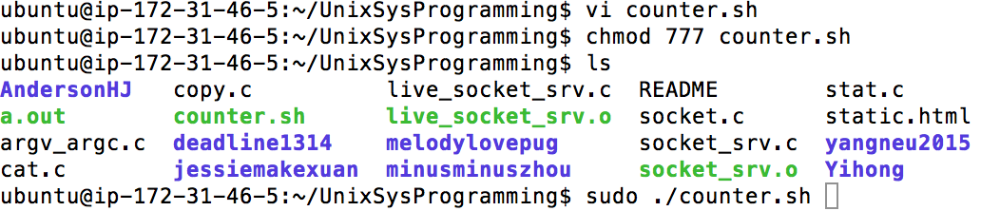 ubuntu@ip-172-31-46-5:~/UnixSysProgramming$ vi counter.sh
ubuntu@ip-172-31-46-5:~/UnixSysProgramming$ chmod 777 counter.sh
ubuntu@ip-172-31-46-5:~/UnixSysProgramming$ ls
AndersonHJ copy.c live_socket_srv.c README stat.c
a.out counter.sh live_socket_srv.o socket.c static.html
argv_argc.c deadline1314 melodylovepug socket_srv.c yangneu2015
cat.c jessiemakexuan minusminuszhou socket_srv.o Yihong
ubuntu@ip-172-31-46-5:~/UnixSysProgramming$ sudo ./counter.sh